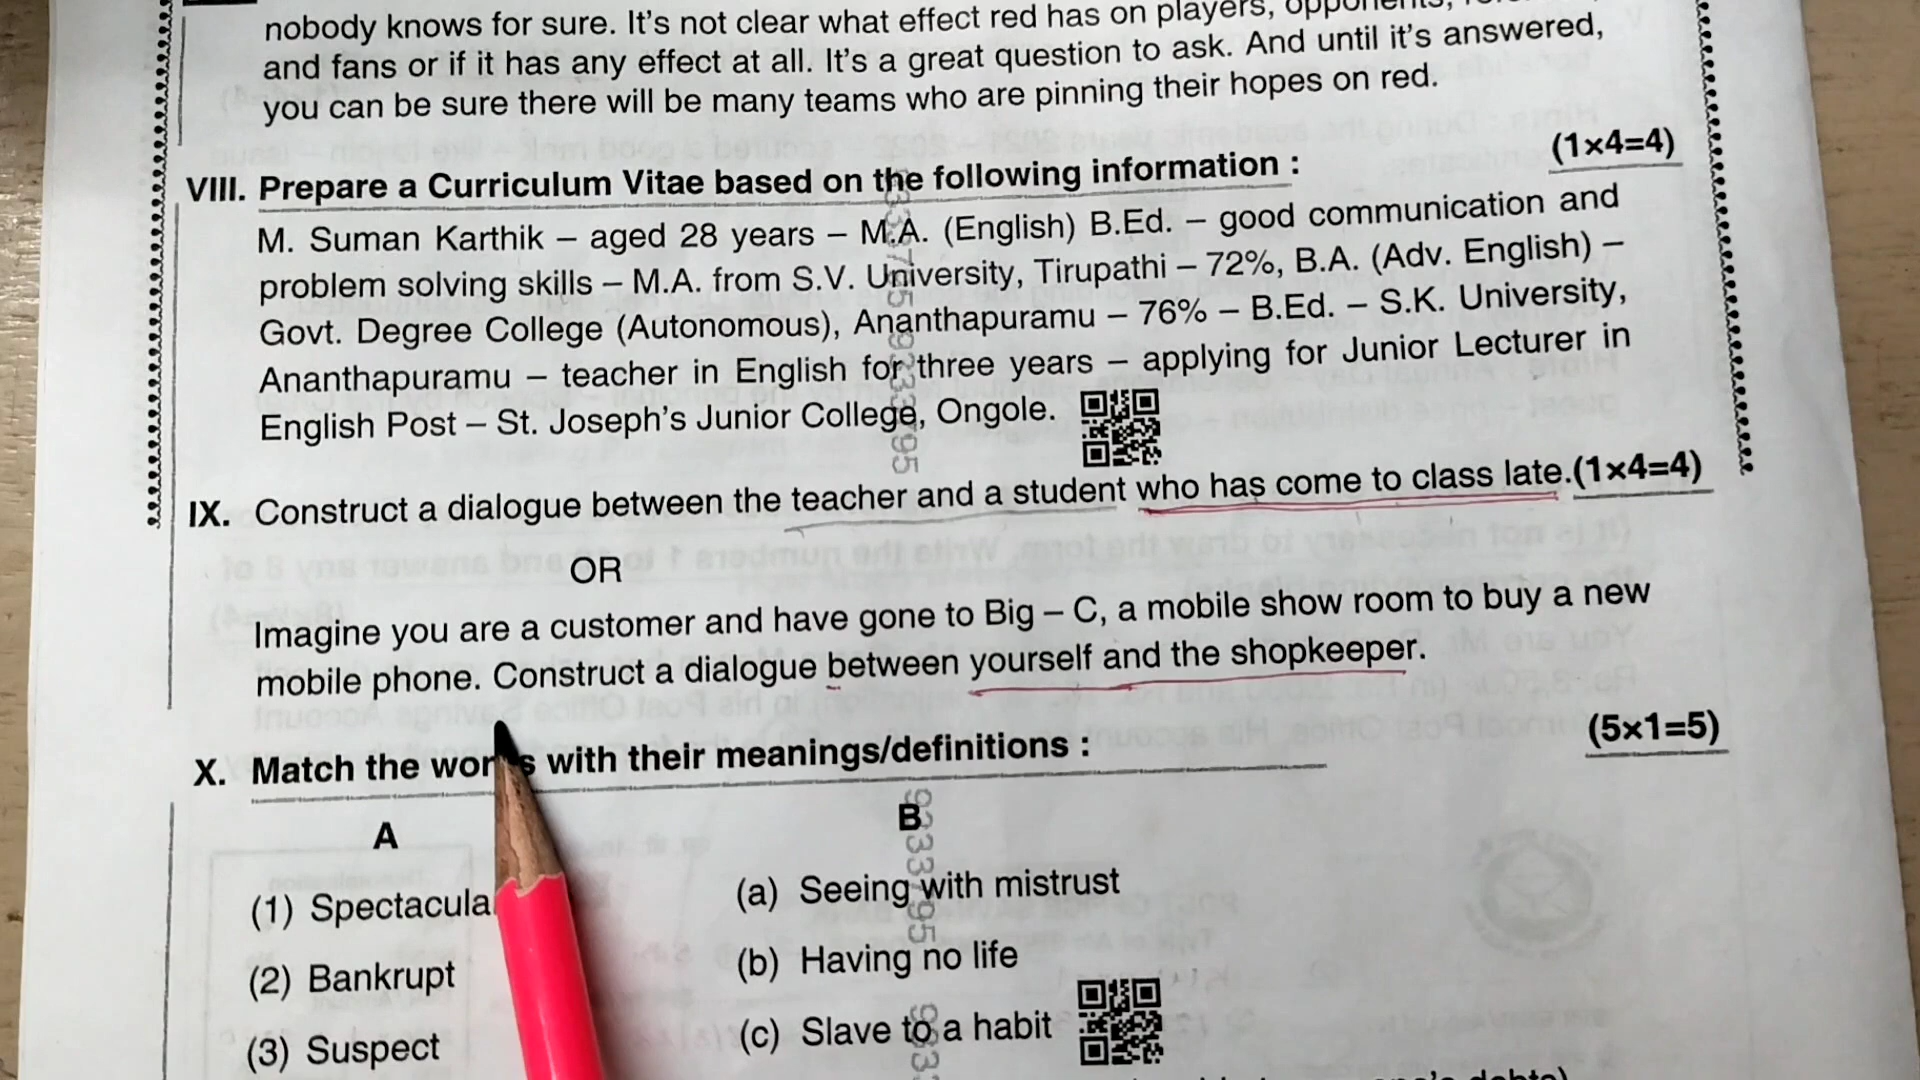 nobody knows for sure. It's not clear what effect red has on players,
and fans or if it has any effect at all. It's a great question to ask. And until it's answered,
you can be sure there will be many teams who are pinning their hopes on red.
VIII. Prepare a Curriculum Vitae based on the following information : (1×4=4)
M. Suman Karthik – aged 28 years – M.A. (English) B.Ed. – good communication and
problem solving skills – M.A. from S.V. University, Tirupathi – 72%, B.A. (Adv. English) –
Govt. Degree College (Autonomous), Ananthapuramu – 76% – B.Ed. – S.K. University,
Ananthapuramu – teacher in English for three years – applying for Junior Lecturer in
English Post – St. Joseph's Junior College, Ongole.
IX. Construct a dialogue between the teacher and a student who has come to class late.(1×4=4)
OR
Imagine you are a customer and have gone to Big – C, a mobile show room to buy a new
mobile phone. Construct a dialogue between yourself and the shopkeeper.
X. Match the words with their meanings/definitions : (5×1=5)
A B
(1) Spectacula (a) Seeing with mistrust
(2) Bankrupt (b) Having no life
(3) Suspect (c) Slave to a habit